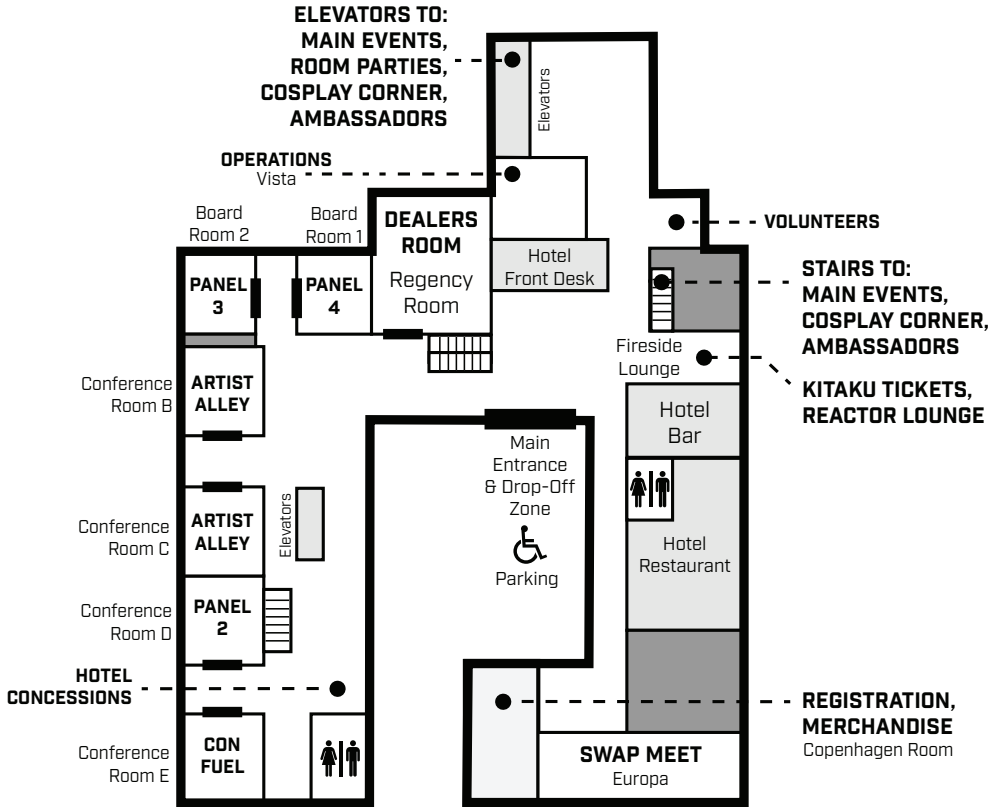 ELEVATORS TO:
MAIN EVENTS,
ROOM PARTIES,
COSPLAY CORNER,
AMBASSADORS
Elevators
OPERATIONS
Vista
VOLUNTEERS
Board
Room 2
Board
Room 1
DEALERS
ROOM
Regency
Room
Hotel
Front Desk
PANEL
3
PANEL
4
STAIRS TO:
MAIN EVENTS,
COSPLAY CORNER,
AMBASSADORS
Fireside
Lounge
KITAKU TICKETS,
REACTOR LOUNGE
Conference
Room B
ARTIST
ALLEY
Hotel
Bar
Main
Entrance
& Drop-Off
Zone
Parking
Conference
Room C
ARTIST
ALLEY
Elevators
Hotel
Restaurant
Conference
Room D
PANEL
2
HOTEL
CONCESSIONS
REGISTRATION,
MERCHANDISE
Copenhagen Room
Conference
Room E
CON
FUEL
SWAP MEET
Europa